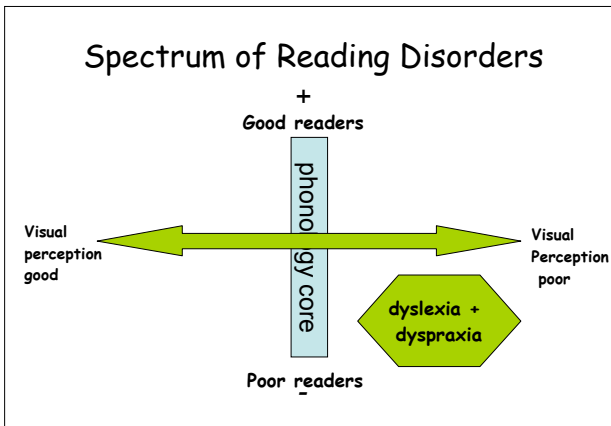 Spectrum of Reading Disorders
+
Good readers
phonology core
Visual
perception
good
Visual
Perception
poor
dyslexia +
dyspraxia
Poor readers
-